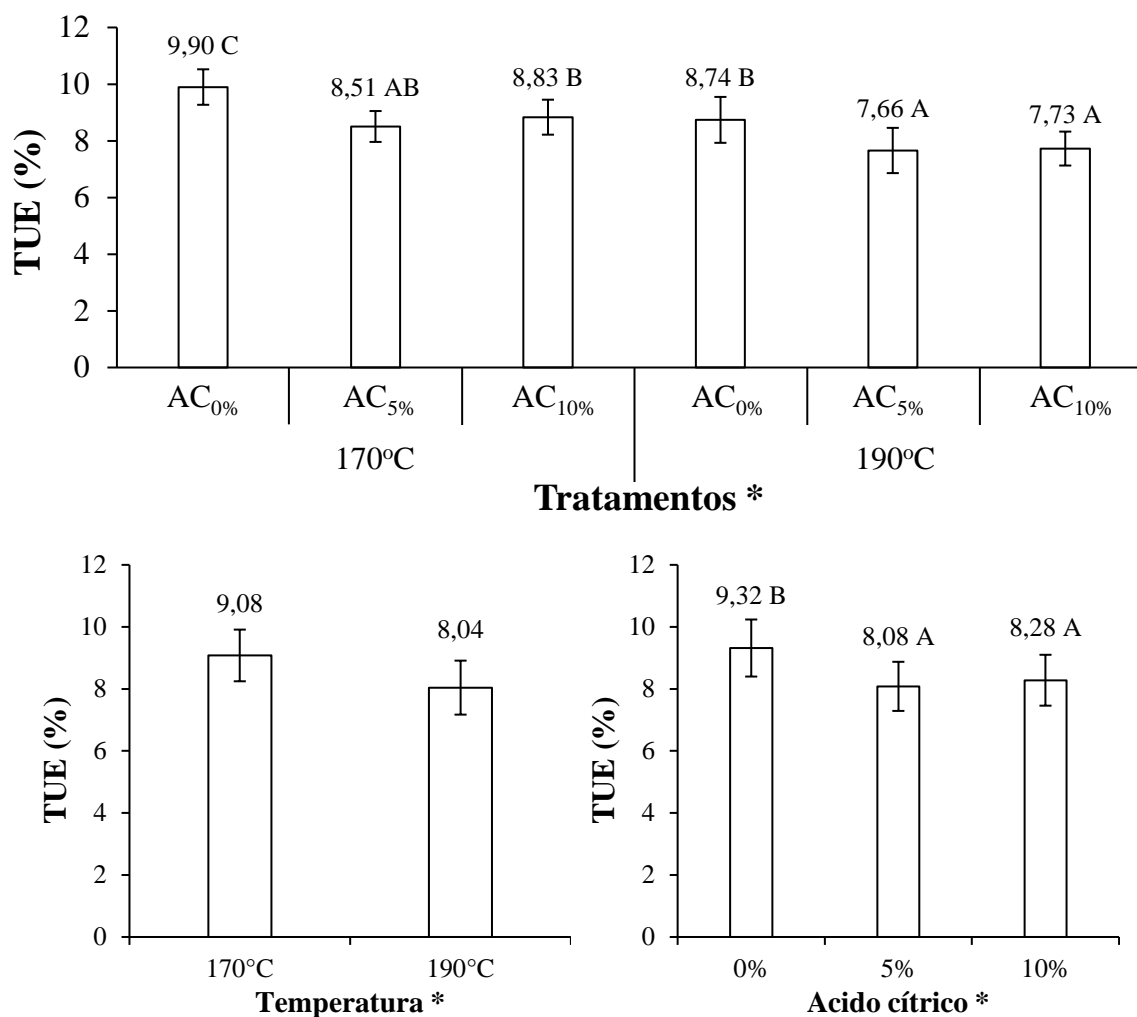 12
10
8
6
4
2
0
TUE (%)
9,90 C
8,51 AB
8,83 B
8,74 B
7,66 A
7,73 A
AC0% AC5% AC10% AC0% AC5% AC10%
170ºC 190ºC
Tratamentos *
12
10
8
6
4
2
0
TUE (%)
9,08
8,04
170°C 190°C
Temperatura *
12
10
8
6
4
2
0
TUE (%)
9,32 B
8,08 A
8,28 A
0% 5% 10%
Acido cítrico *